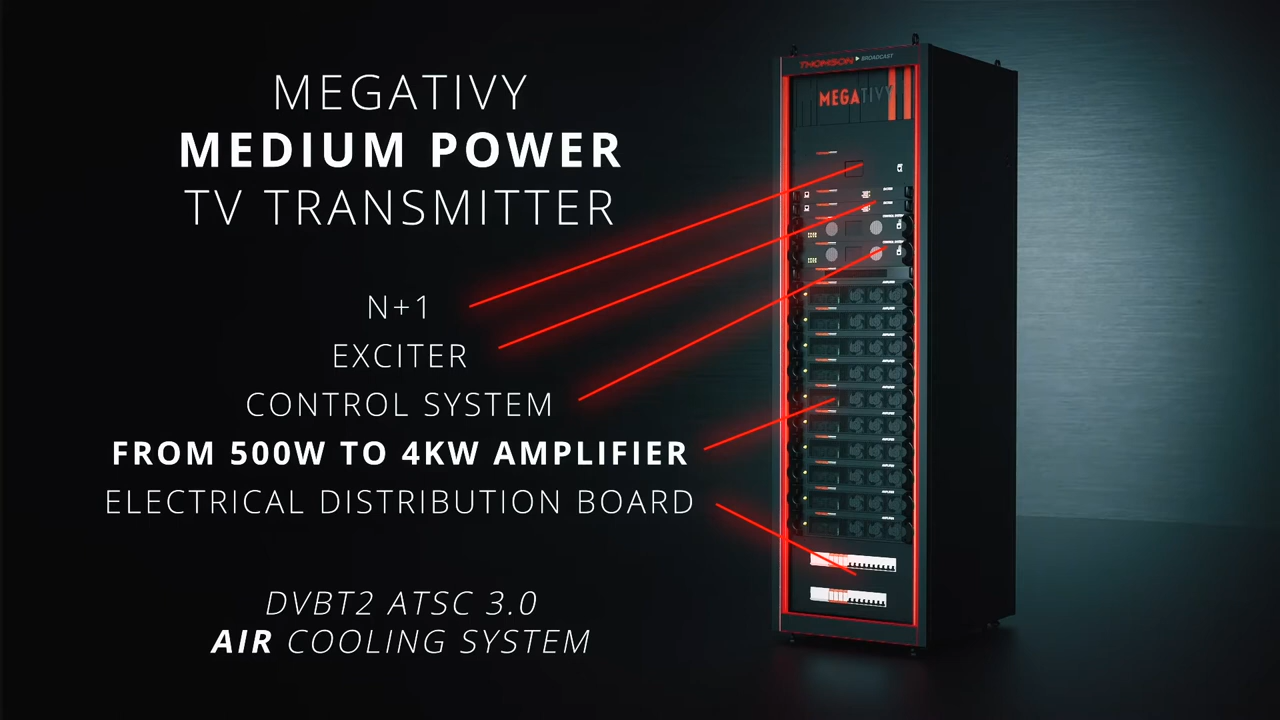 MEGATIVY
MEDIUM POWER
TV TRANSMITTER
N+1
EXCITER
CONTROL SYSTEM
FROM 500W TO 4KW AMPLIFIER
ELECTRICAL DISTRIBUTION BOARD
DVBT2 ATSC 3.0
AIR COOLING SYSTEM
THOMSON BROADCAST
MEGATIVY